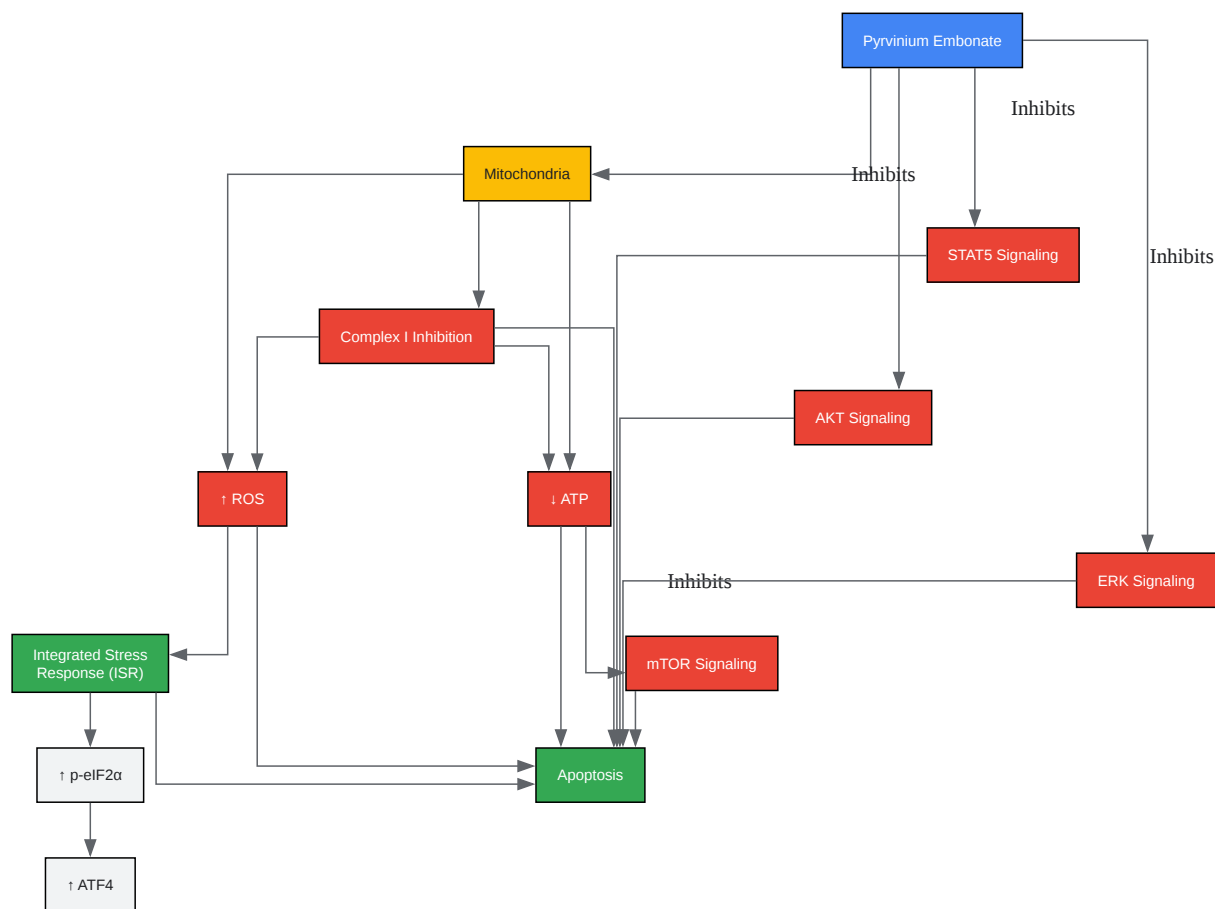 Pyrvinium Embonate
Inhibits
Mitochondria
Inhibits
STAT5 Signaling
Inhibits
Complex I Inhibition
AKT Signaling
↑ ROS
↓ ATP
Inhibits
ERK Signaling
Integrated Stress
Response (ISR)
mTOR Signaling
↑ p-eIF2α
Apoptosis
↑ ATF4